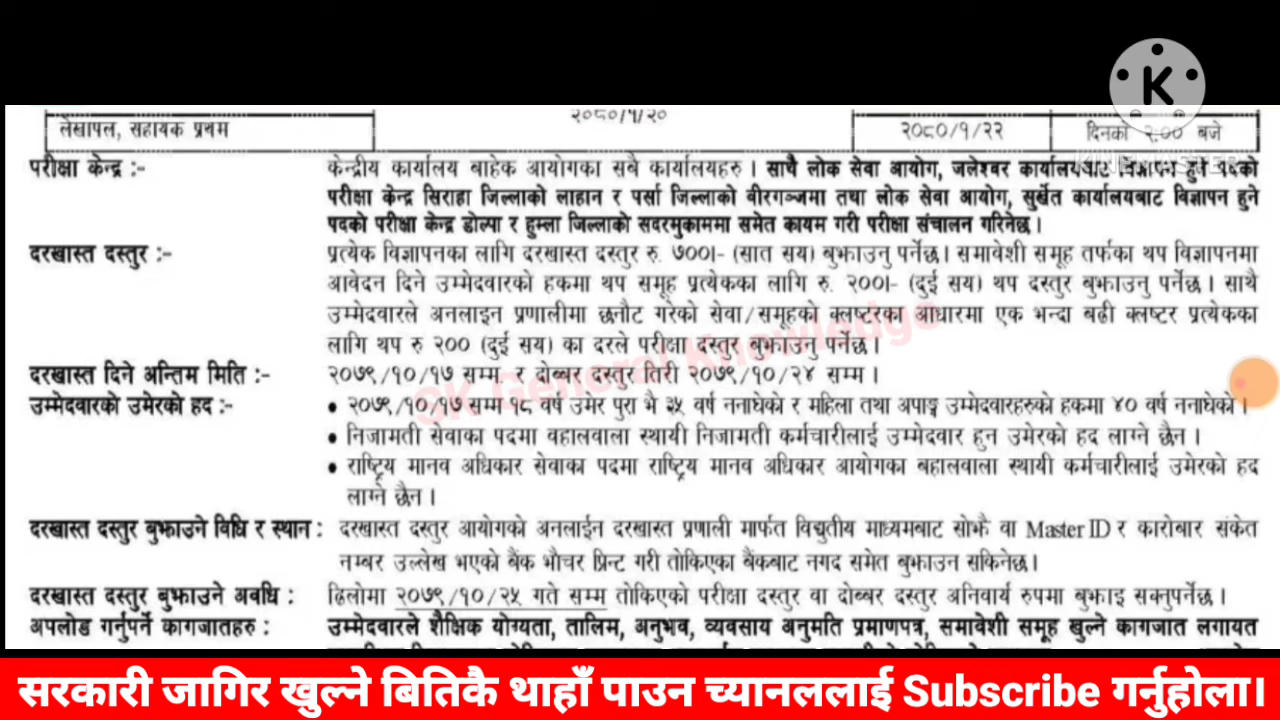 K
KINEMASTER
२०८०/१/२०
लेखापल, सहायक प्रथम
२०८०/१/२२
दिनको २.०० बजे
परीक्षा केन्द्र :-
केन्द्रीय कार्यालय बाहेक आयोगका सबै कार्यालयहरु । साथै लोक सेवा आयोग, जलेश्वर कार्यालयबाट विज्ञापन हुने पदको
परीक्षा केन्द्र सिराहा जिल्लाको लाहान र पर्सा जिल्लाको वीरगञ्जमा तथा लोक सेवा आयोग, सुर्खेत कार्यालयबाट विज्ञापन हुने
पदको परीक्षा केन्द्र डोल्पा र हुम्ला जिल्लाको सदरमुकाममा समेत कायम गरी परीक्षा संचालन गरिनेछ।
दरखास्त दस्तुर :-
प्रत्येक विज्ञापनका लागि दरखास्त दस्तुर रु. ७००।- (सात सय) बुझाउनु पर्नेछ। समावेशी समूह तर्फका थप विज्ञापनमा
आवेदन दिने उम्मेदवारको हकमा थप समूह प्रत्येकका लागि रु. २००।- (दुई सय) थप दस्तुर बुझाउनु पर्नेछ। साथै
उम्मेदवारले अनलाइन प्रणालीमा छनौट गरेको सेवा/समूहको क्लष्टरका आधारमा एक भन्दा बढी क्लष्टर प्रत्येकका
लागि थप रु २०० (दुई सय) का दरले परीक्षा दस्तुर बुझाउनु पर्नेछ।
दरखास्त दिने अन्तिम मिति :-
२०७९/१०/१७ सम्म र दोब्बर दस्तुर तिरी २०७९/१०/२४ सम्म।
उम्मेदवारको उमेरको हद :-
• २०७९/१०/१७ सम्म १८ वर्ष उमेर पुरा भै ३५ वर्ष ननाघेको र महिला तथा अपाङ्ग उम्मेदवारहरुको हकमा ४० वर्ष ननाघेको।
• निजामती सेवाका पदमा वहालवाला स्थायी निजामती कर्मचारीलाई उम्मेदवार हुन उमेरको हद लाग्ने छैन।
• राष्ट्रिय मानव अधिकार सेवाका पदमा राष्ट्रिय मानव अधिकार आयोगका बहालवाला स्थायी कर्मचारीलाई उमेरको हद
लाग्ने छैन।
दरखास्त दस्तुर बुझाउने विधि र स्थान :
दरखास्त दस्तुर आयोगको अनलाईन दरखास्त प्रणाली मार्फत विद्युतीय माध्यमबाट सोझै वा Master ID र कारोबार संकेत
नम्बर उल्लेख भएको बैंक भौचर प्रिन्ट गरी तोकिएका बैंकबाट नगद समेत बुझाउन सकिनेछ।
दरखास्त दस्तुर बुझाउने अवधि :
ढिलोमा २०७९/१०/२५ गते सम्म तोकिएको परीक्षा दस्तुर वा दोब्बर दस्तुर अनिवार्य रुपमा बुझाइ सक्नुपर्नेछ।
अपलोड गर्नुपर्ने कागजातहरु :
उम्मेदवारले शैक्षिक योग्यता, तालिम, अनुभव, व्यवसाय अनुमति प्रमाणपत्र, समावेशी समूह खुल्ने कागजात लगायत
SK General Knowledge
सरकारी जागिर खुल्ने बितिकै थाहाँ पाउन च्यानललाई Subscribe गर्नुहोला।